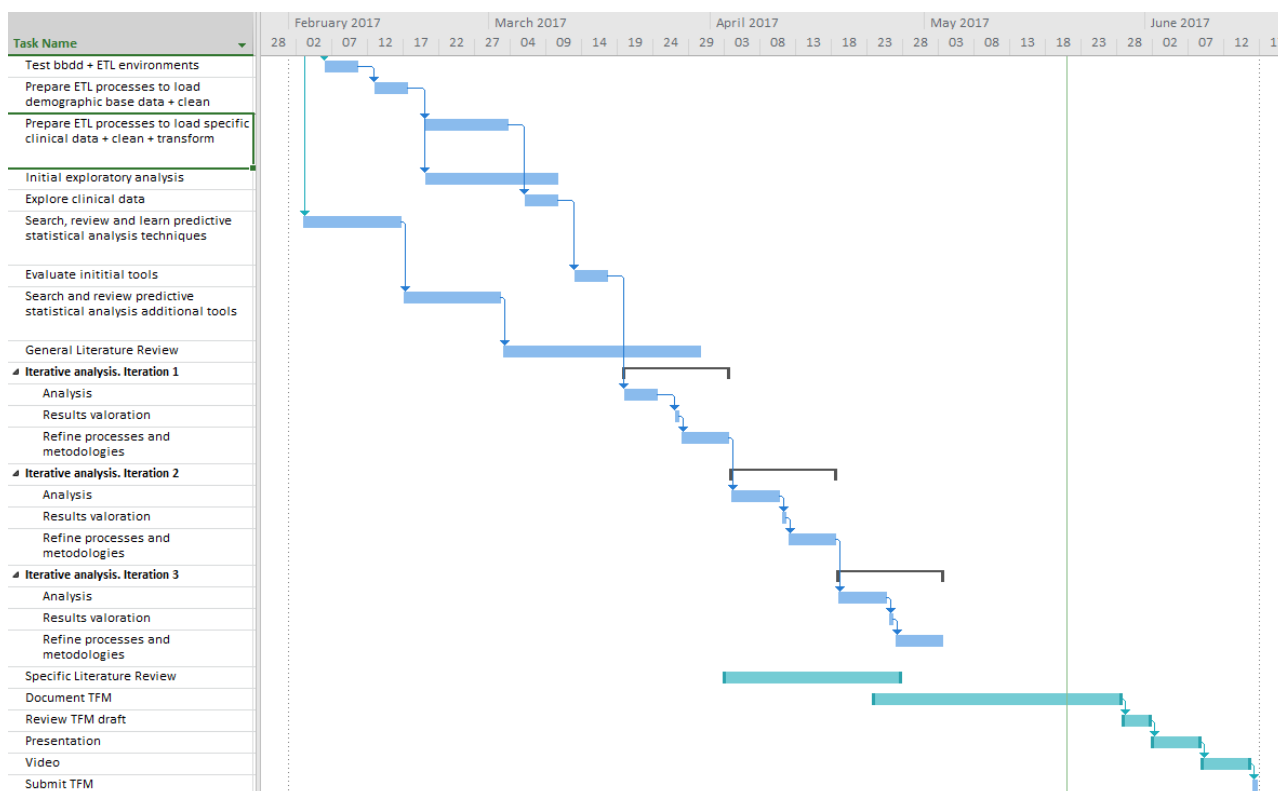 February 2017 March 2017 April 2017 May 2017 June 2017
Task Name 28 02 07 12 17 22 27 04 09 14 19 24 29 03 08 13 18 23 28 03 08 13 18 23 28 02 07 12
Test bbdd + ETL environments
Prepare ETL processes to load
demographic base data + clean
Prepare ETL processes to load specific
clinical data + clean + transform
Initial exploratory analysis
Explore clinical data
Search, review and learn predictive
statistical analysis techniques
Evaluate inititial tools
Search and review predictive
statistical analysis additional tools
General Literature Review
Iterative analysis. Iteration 1
Analysis
Results valoration
Refine processes and
metodologies
Iterative analysis. Iteration 2
Analysis
Results valoration
Refine processes and
metodologies
Iterative analysis. Iteration 3
Analysis
Results valoration
Refine processes and
metodologies
Specific Literature Review
Document TFM
Review TFM draft
Presentation
Video
Submit TFM